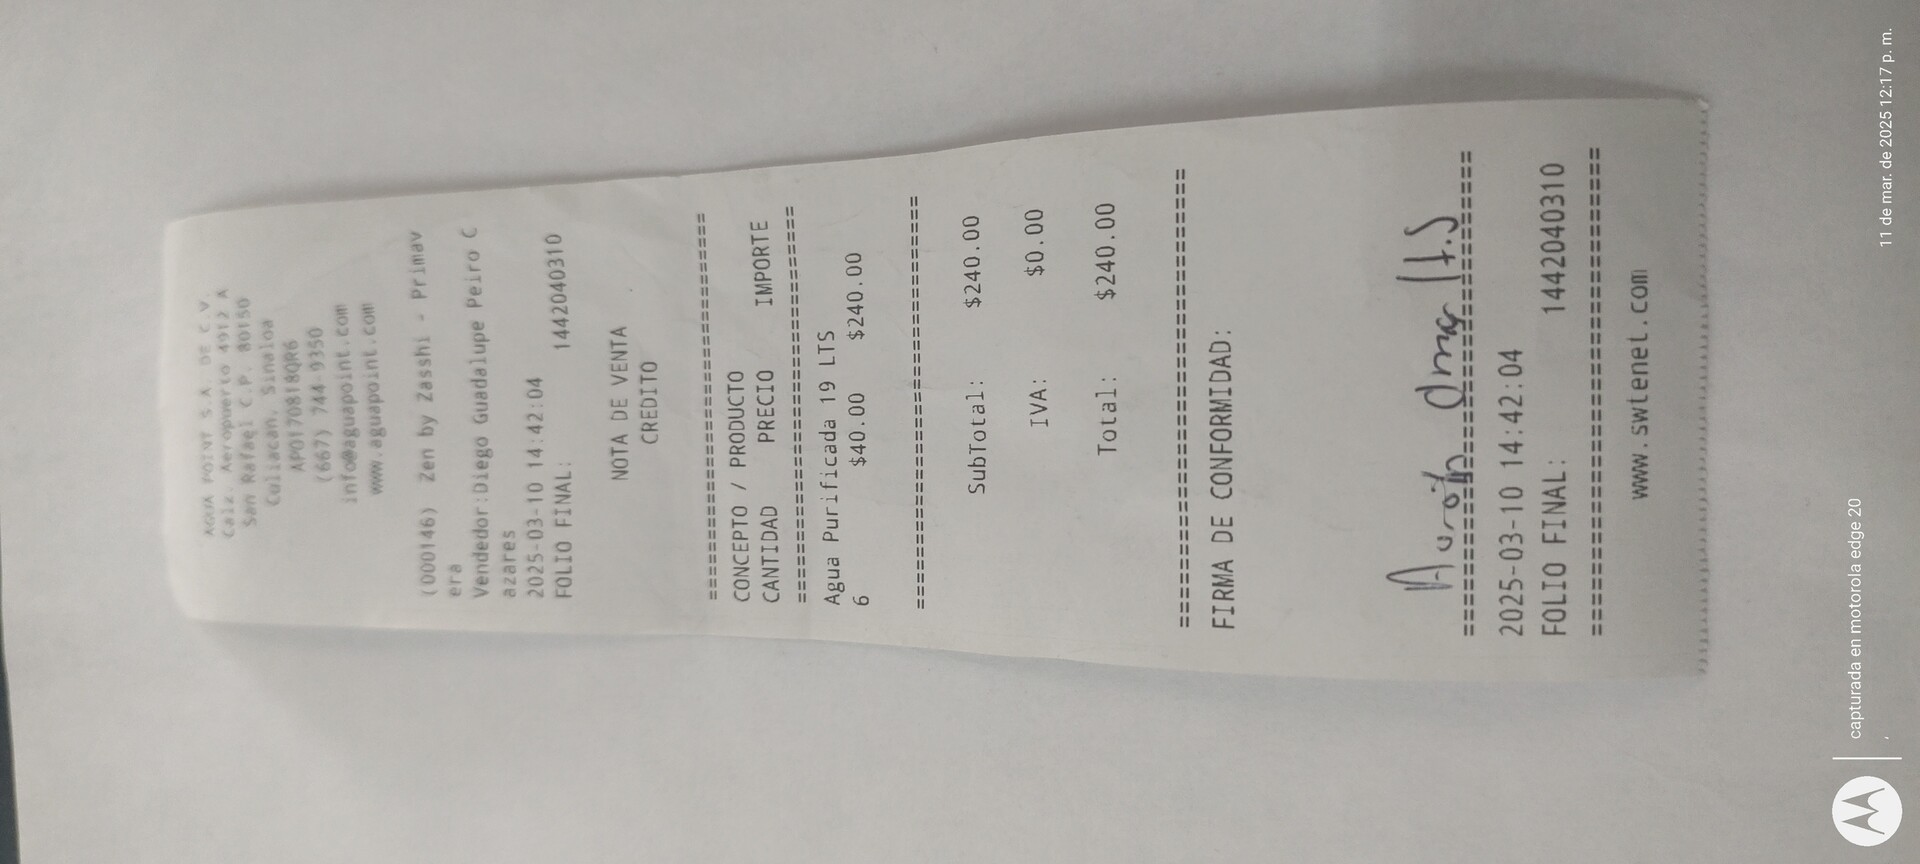 AGUA POINT S.A. DE C.V.
Calz. Aeropuerto 4912 A
San Rafael C.P. 80150
Culiacan, Sinaloa
APO170818QR6
(667) 744 9350
info@aguapoint.com
www.aguapoint.com
(000146) Zen by Zasshi - Primav
era
Vendedor:Diego Guadalupe Peiro C
azares
2025-03-10 14:42:04
FOLIO FINAL: 1442040310
NOTA DE VENTA
CREDITO
================================
CONCEPTO / PRODUCTO
CANTIDAD PRECIO IMPORTE
================================
Agua Purificada 19 LTS
6 $40.00 $240.00
================================
SubTotal: $240.00
IVA: $0.00
Total: $240.00
================================
FIRMA DE CONFORMIDAD:
================================
2025-03-10 14:42:04
FOLIO FINAL: 1442040310
================================
www.swtenet.com
capturada en motorola edge 20
11 de mar. de 2025 12:17 p. m.